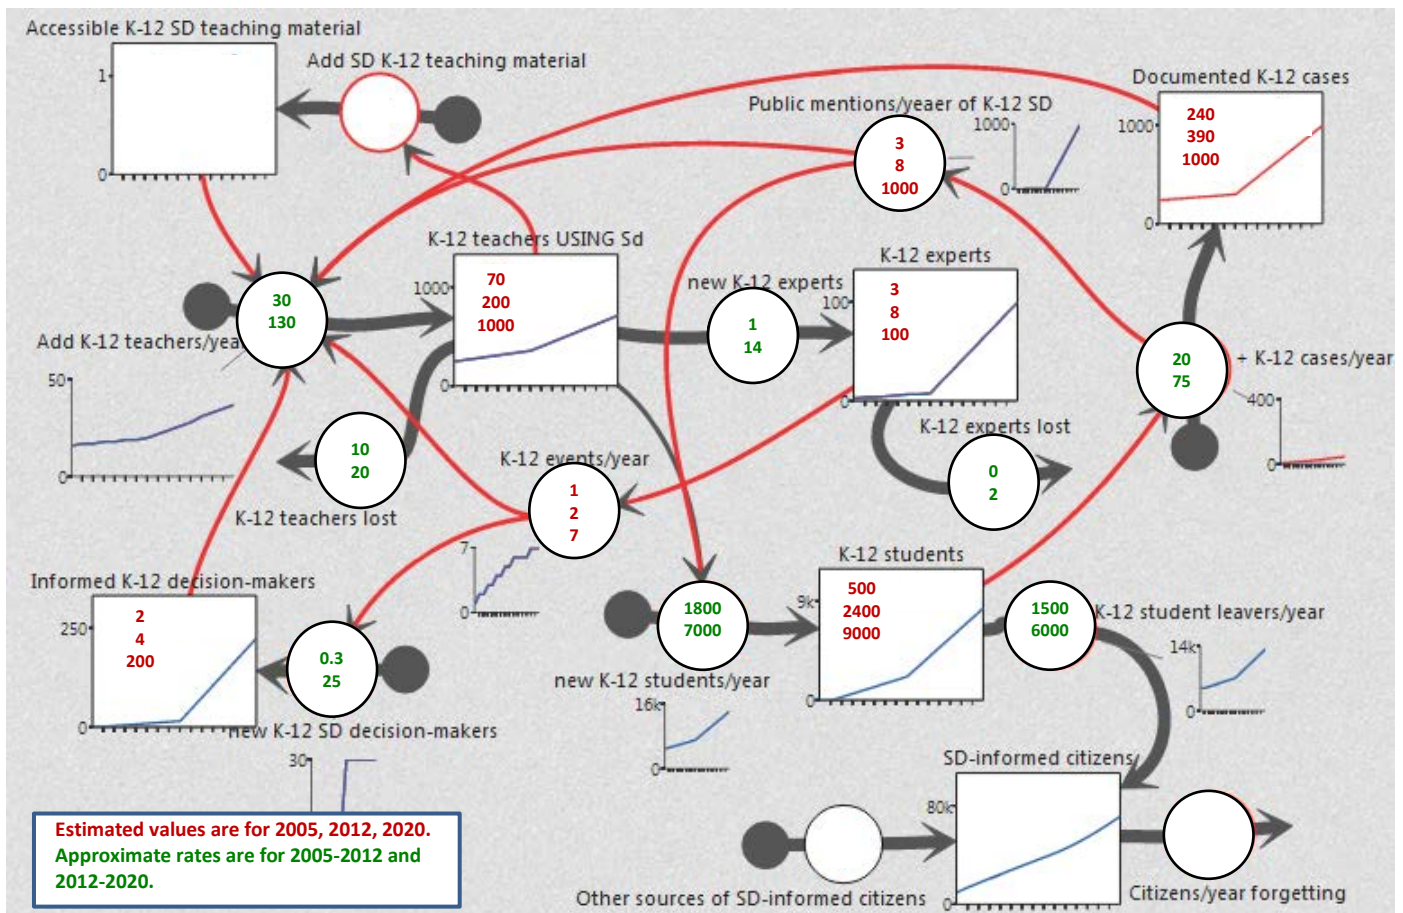 Accessible K-12 SD teaching material
1
0
Add SD K-12 teaching material
Public mentions/yeaer of K-12 SD
3
8
1000
1000
0
Documented K-12 cases
1000
240
390
1000
0
K-12 teachers USING Sd
1000
70
200
1000
0
30
130
Add K-12 teachers/yea
50
0
new K-12 experts
1
14
K-12 experts
100
3
8
100
0
20
75
+ K-12 cases/year
400
0
10
20
K-12 teachers lost
K-12 events/year
1
2
7
7
0
K-12 experts lost
0
2
Informed K-12 decision-makers
250
2
4
200
0
0.3
25
new K-12 SD decision-makers
30
1800
7000
new K-12 students/year
16k
0
K-12 students
9k
500
2400
9000
0
1500
6000
K-12 student leavers/year
14k
0
SD-informed citizens
80k
0
Other sources of SD-informed citizens
Citizens/year forgetting
Estimated values are for 2005, 2012, 2020.
Approximate rates are for 2005-2012 and
2012-2020.